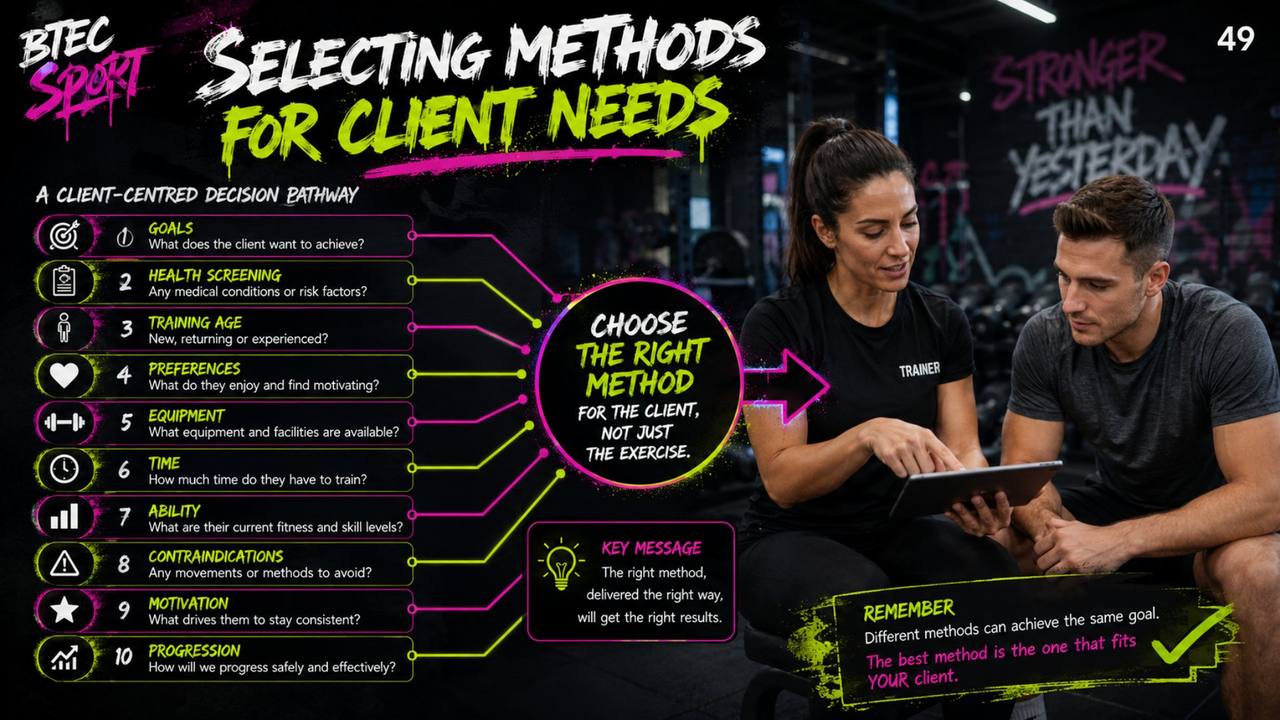 BTEC
SPORT
SELECTING METHODS
FOR CLIENT NEEDS
49
STRONGER
THAN
YESTERDAY
A CLIENT-CENTRED DECISION PATHWAY
1 GOALS
What does the client want to achieve?
2 HEALTH SCREENING
Any medical conditions or risk factors?
3 TRAINING AGE
New, returning or experienced?
4 PREFERENCES
What do they enjoy and find motivating?
5 EQUIPMENT
What equipment and facilities are available?
6 TIME
How much time do they have to train?
7 ABILITY
What are their current fitness and skill levels?
8 CONTRAINDICATIONS
Any movements or methods to avoid?
9 MOTIVATION
What drives them to stay consistent?
10 PROGRESSION
How will we progress safely and effectively?
CHOOSE
THE RIGHT
METHOD
FOR THE CLIENT,
NOT JUST
THE EXERCISE.
KEY MESSAGE
The right method,
delivered the right way,
will get the right results.
TRAINER
REMEMBER
Different methods can achieve the same goal.
The best method is the one that fits
YOUR client.